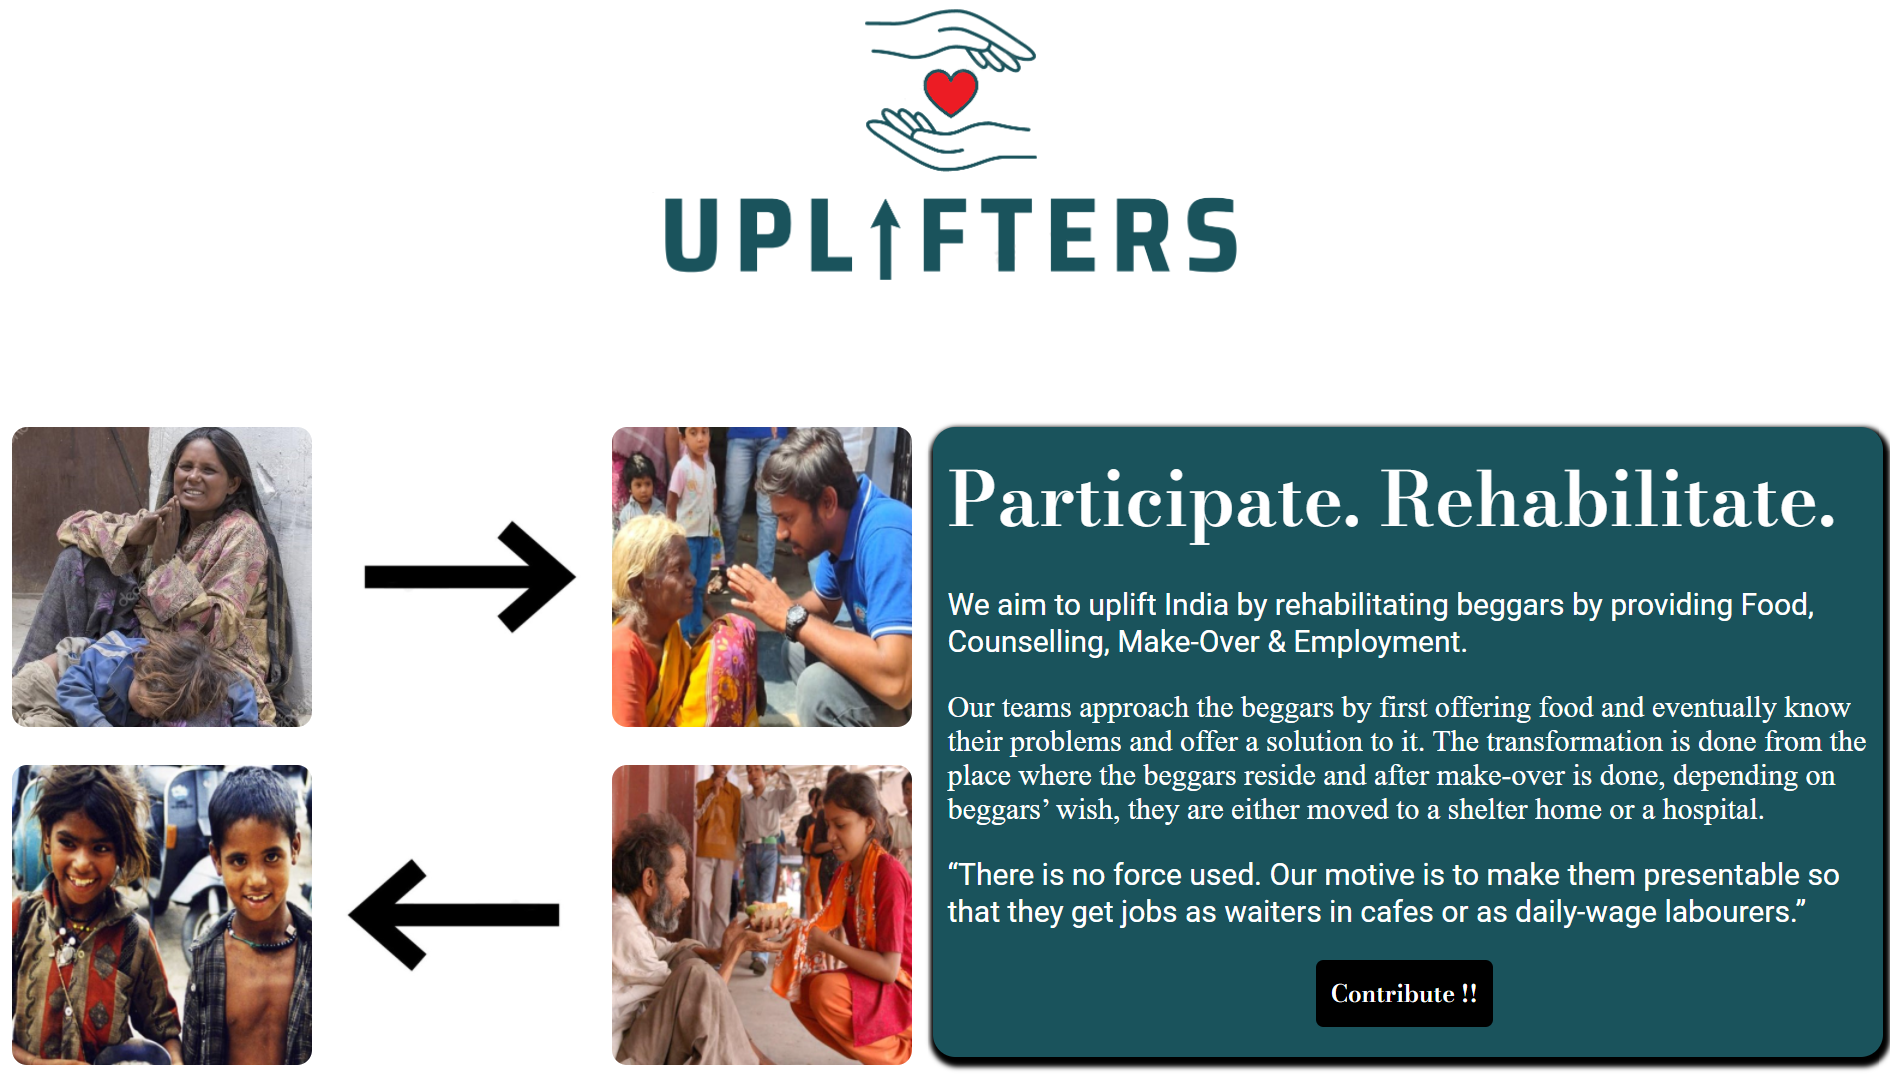 UPLIFTERS
Participate. Rehabilitate.
We aim to uplift India by rehabilitating beggars by providing Food,
Counselling, Make-Over & Employment.
Our teams approach the beggars by first offering food and eventually know
their problems and offer a solution to it. The transformation is done from the
place where the beggars reside and after make-over is done, depending on
beggars’ wish, they are either moved to a shelter home or a hospital.
“There is no force used. Our motive is to make them presentable so
that they get jobs as waiters in cafes or as daily-wage labourers.”
Contribute !!